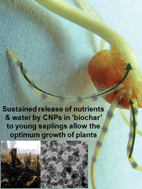 Sustained release of nutrients
& water by CNPs in 'biochar'
to young saplings allow the
optimum growth of plants